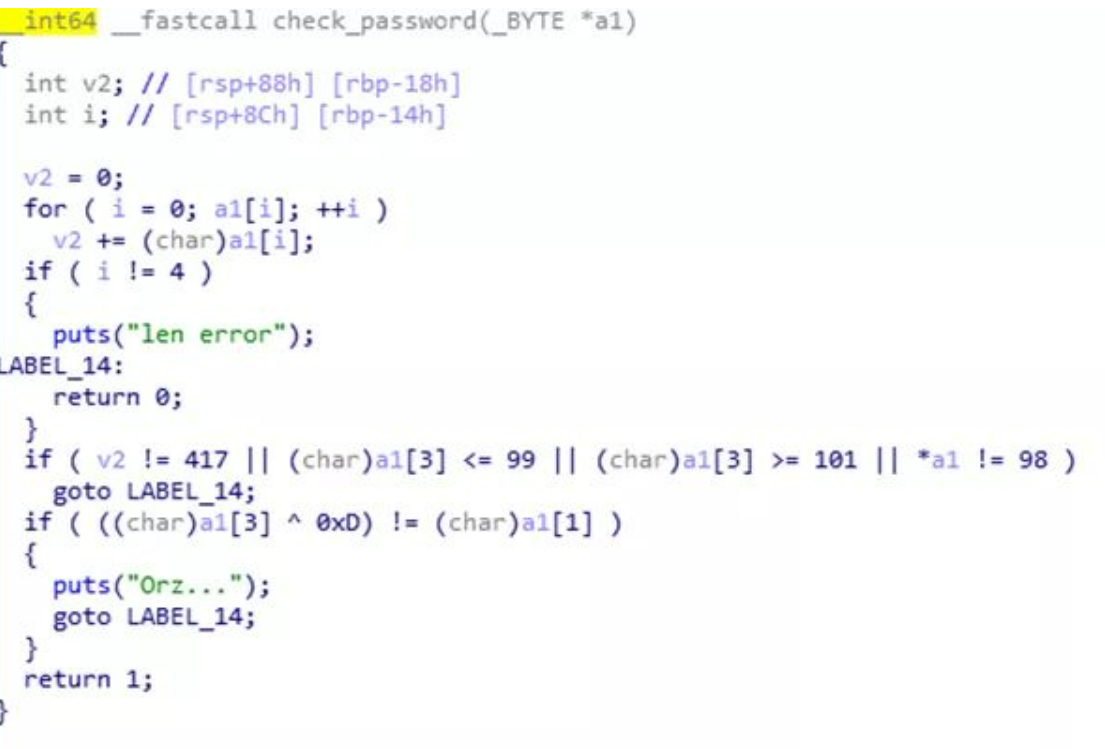 __int64 __fastcall check_password(_BYTE *a1)
{
int v2; // [rsp+88h] [rbp-18h]
int i; // [rsp+8Ch] [rbp-14h]
v2 = 0;
for ( i = 0; a1[i]; ++i )
v2 += (char)a1[i];
if ( i != 4 )
{
puts("len error");
LABEL_14:
return 0;
}
if ( v2 != 417 || (char)a1[3] <= 99 || (char)a1[3] >= 101 || *a1 != 98 )
goto LABEL_14;
if ( ((char)a1[3] ^ 0xD) != (char)a1[1] )
{
puts("Orz...");
goto LABEL_14;
}
return 1;
}